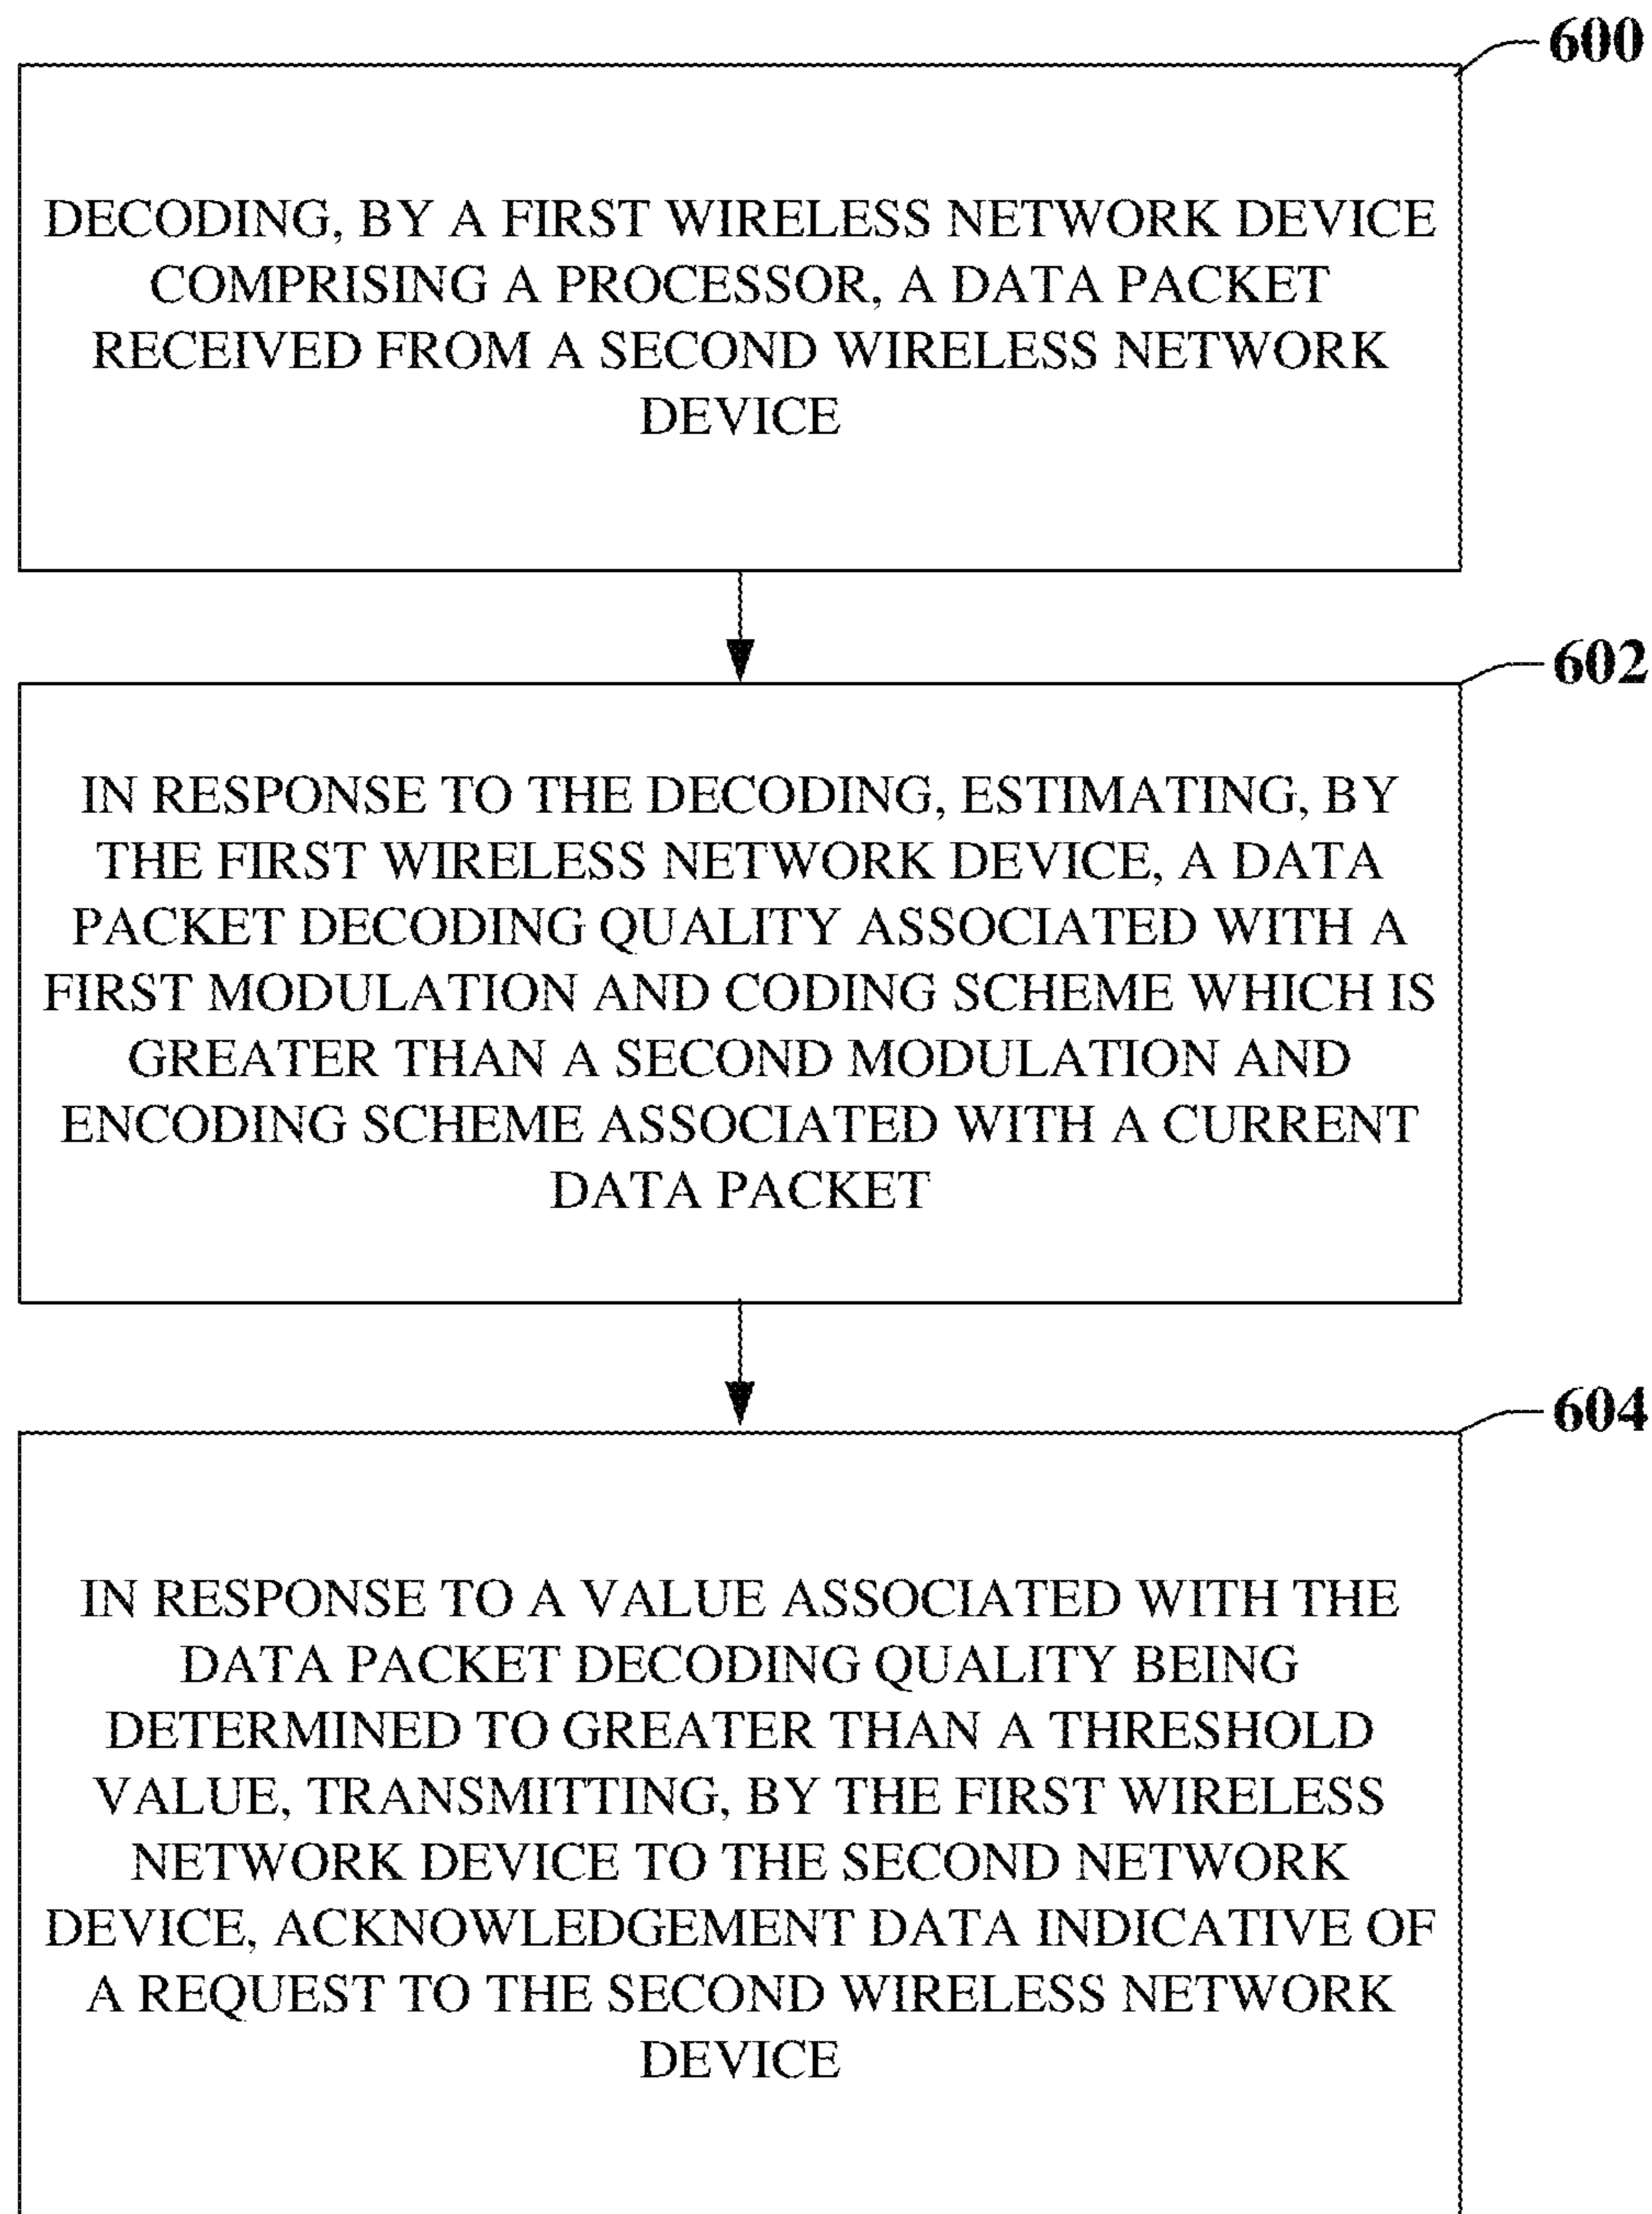 600
DECODING, BY A FIRST WIRELESS NETWORK DEVICE
COMPRISING A PROCESSOR, A DATA PACKET
RECEIVED FROM A SECOND WIRELESS NETWORK
DEVICE
602
IN RESPONSE TO THE DECODING, ESTIMATING, BY
THE FIRST WIRELESS NETWORK DEVICE, A DATA
PACKET DECODING QUALITY ASSOCIATED WITH A
FIRST MODULATION AND CODING SCHEME WHICH IS
GREATER THAN A SECOND MODULATION AND
ENCODING SCHEME ASSOCIATED WITH A CURRENT
DATA PACKET
604
IN RESPONSE TO A VALUE ASSOCIATED WITH THE
DATA PACKET DECODING QUALITY BEING
DETERMINED TO GREATER THAN A THRESHOLD
VALUE, TRANSMITTING, BY THE FIRST WIRELESS
NETWORK DEVICE TO THE SECOND NETWORK
DEVICE, ACKNOWLEDGEMENT DATA INDICATIVE OF
A REQUEST TO THE SECOND WIRELESS NETWORK
DEVICE